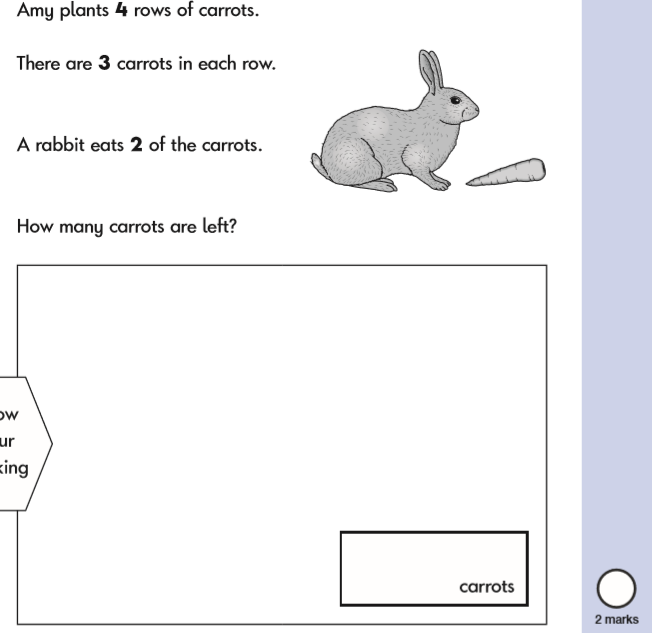 Amy plants 4 rows of carrots.
There are 3 carrots in each row.
A rabbit eats 2 of the carrots.
How many carrots are left?
carrots
2 marks